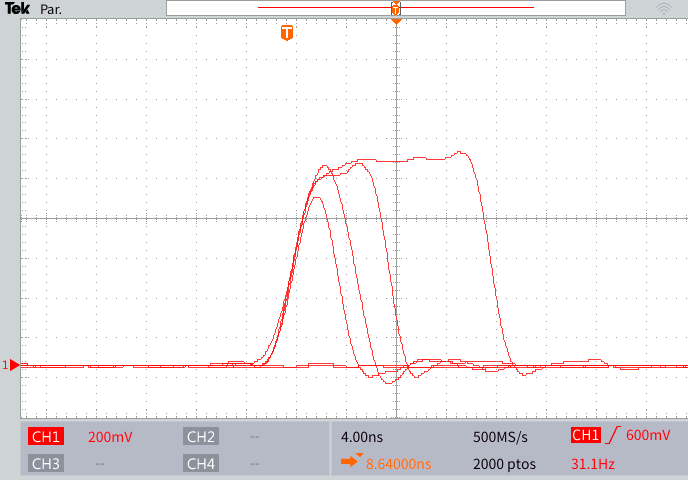 Tek Par.
T
T
1
CH1 200mV CH2 -- 4.00ns 500MS/s CH1 600mV
CH3 -- CH4 -- 8.64000ns 2000 ptos 31.1Hz